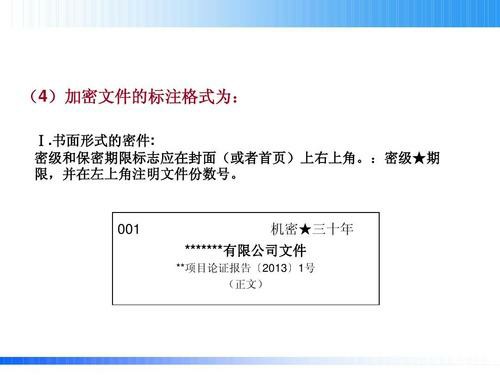 （4）加密文件的标注格式为：
Ⅰ.书面形式的密件:
密级和保密期限标志应在封面（或者首页）上右上角。：密级★期
限，并在左上角注明文件份数号。
001 机密★三十年
*******有限公司文件
**项目论证报告〔2013〕1号
（正文）